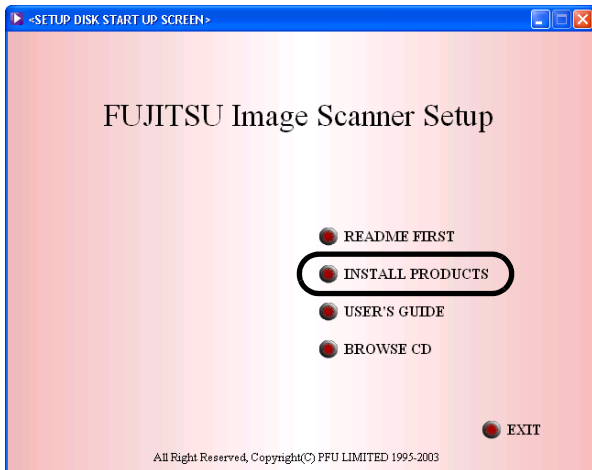 <SETUP DISK START UP SCREEN>
FUJITSU Image Scanner Setup
README FIRST
INSTALL PRODUCTS
USER'S GUIDE
BROWSE CD
EXIT
All Right Reserved, Copyright(C) PFU LIMITED 1995-2003